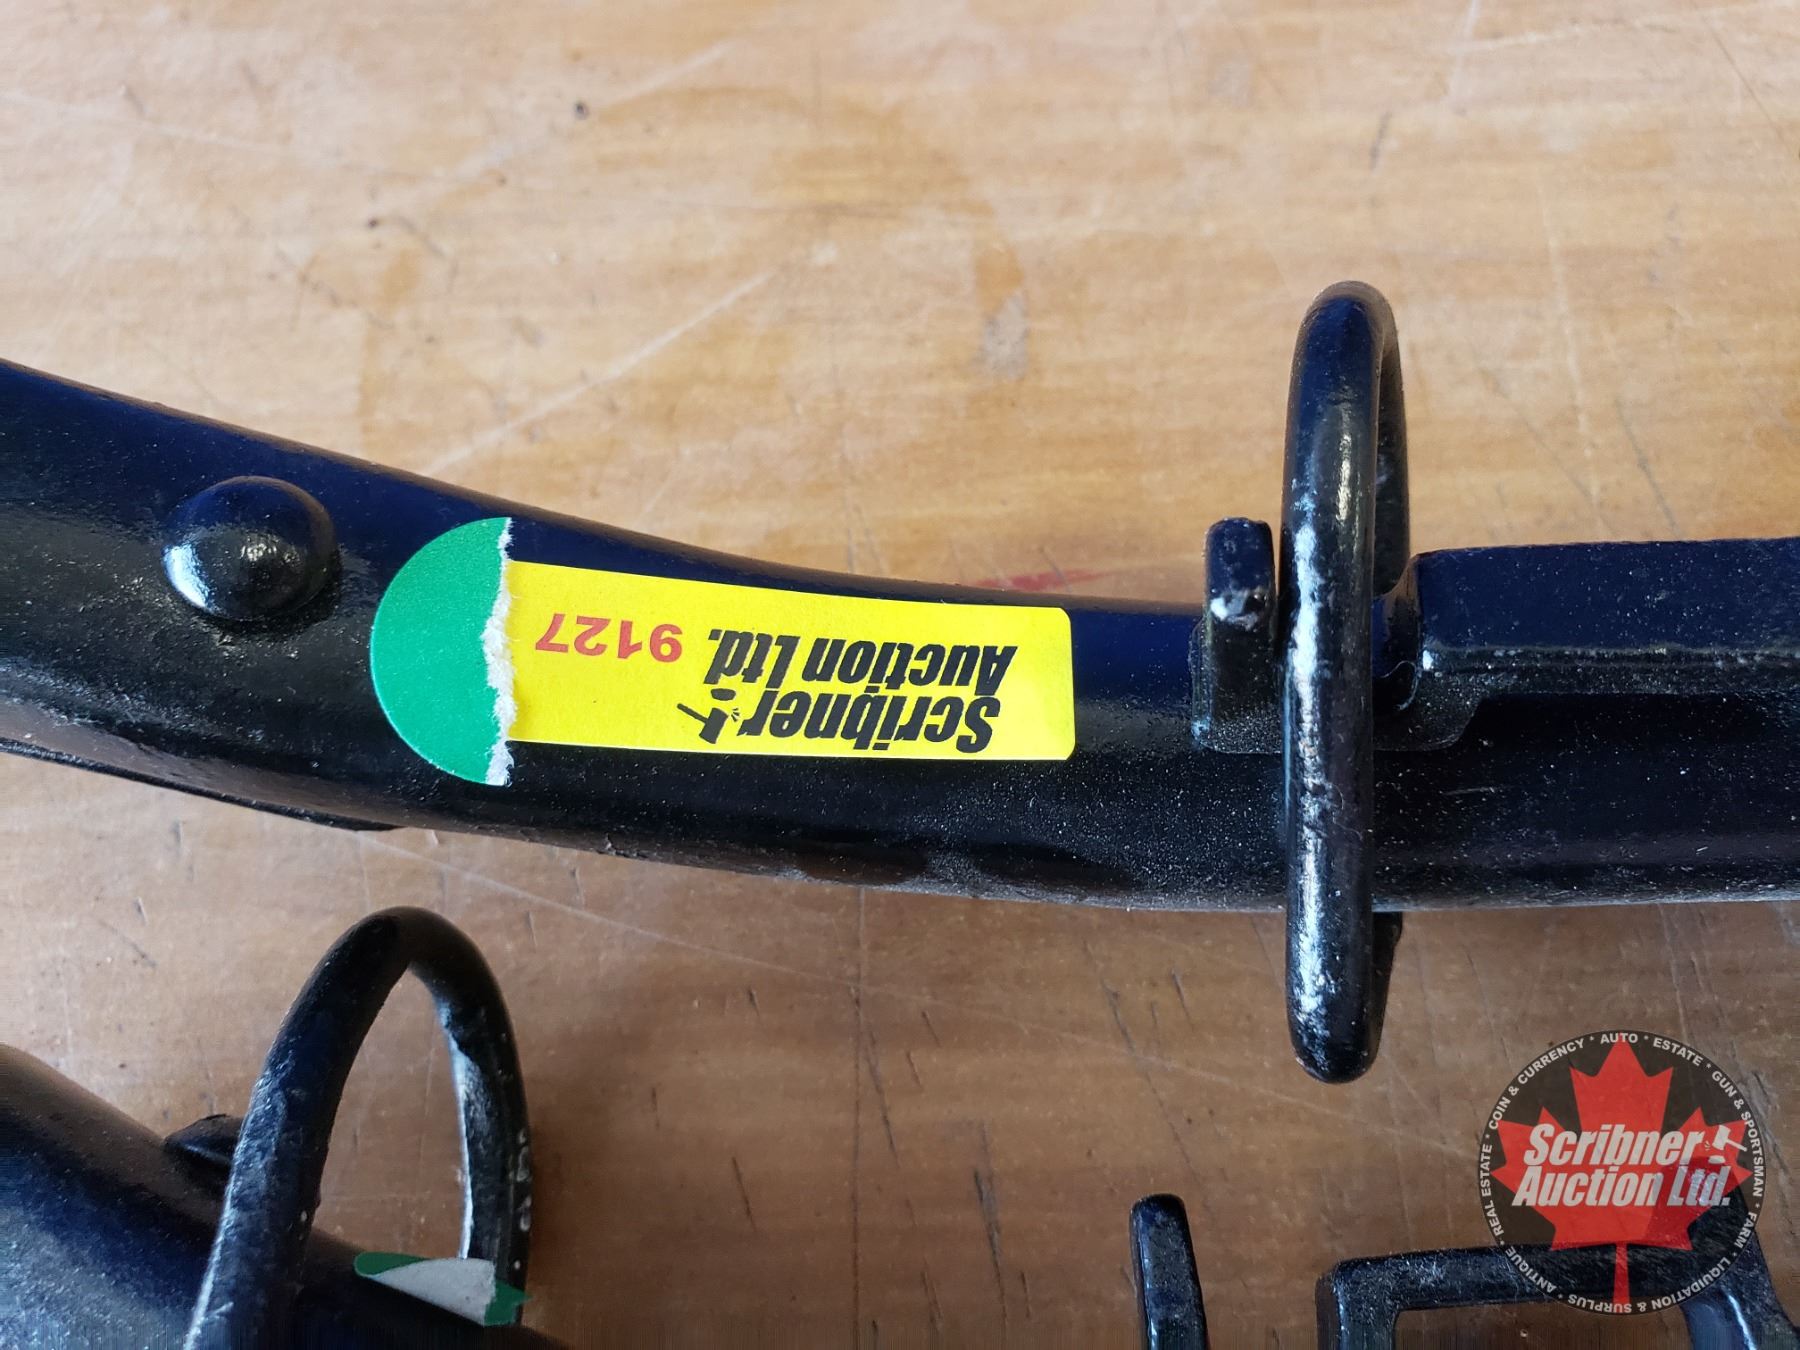 Scribner
Auction Ltd. 9127
Scribner
Auction Ltd.
ANTIQUE * REAL ESTATE * COIN & CURRENCY * AUTO * ESTATE * GUN & SPORTSMAN * FARM * LIQUIDATION & SURPLUS *